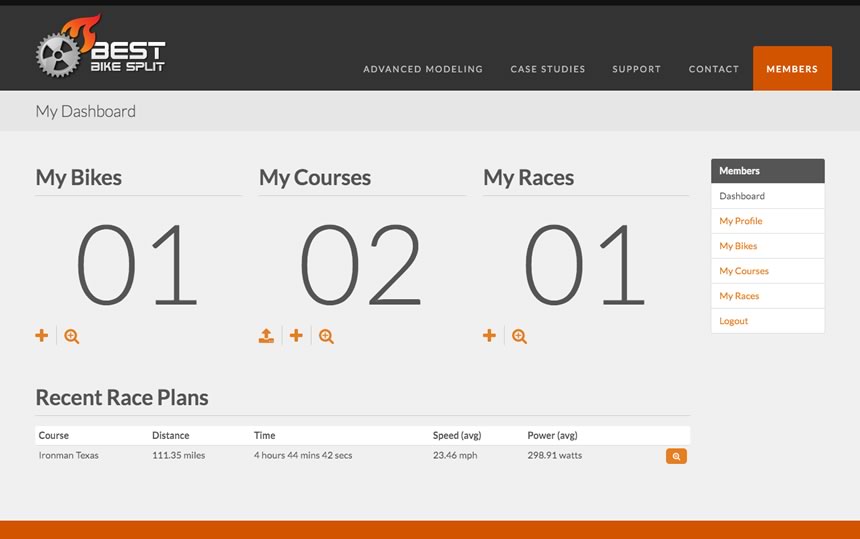 BEST
BIKE SPLIT
ADVANCED MODELING CASE STUDIES SUPPORT CONTACT MEMBERS
My Dashboard
My Bikes
01
My Courses
02
My Races
01
Members
Dashboard
My Profile
My Bikes
My Courses
My Races
Logout
Recent Race Plans
Course Distance Time Speed (avg) Power (avg)
Ironman Texas 111.35 miles 4 hours 44 mins 42 secs 23.46 mph 298.91 watts